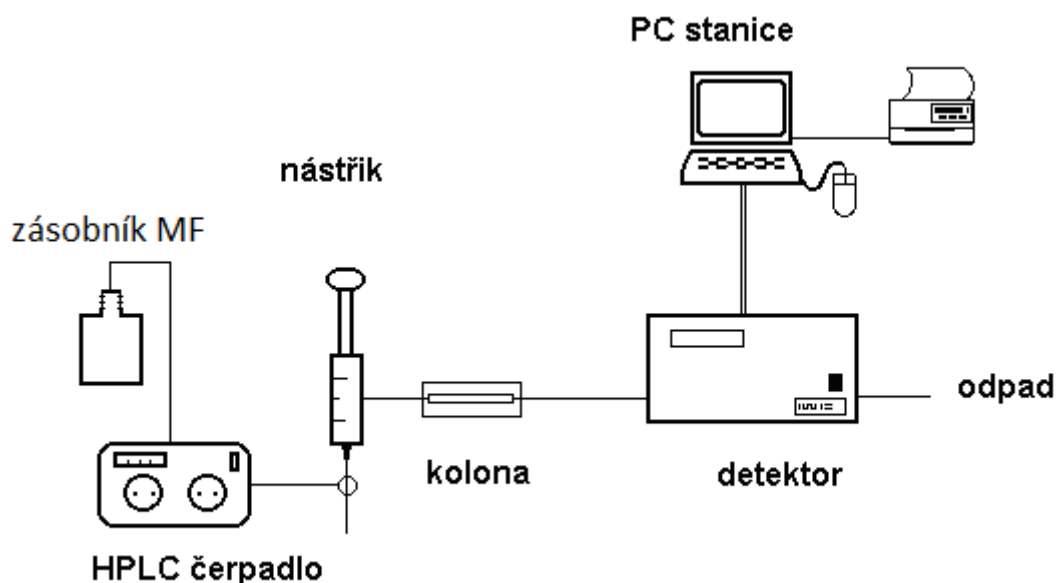 PC stanice
nástřik
zásobník MF
odpad
kolona
detektor
HPLC čerpadlo